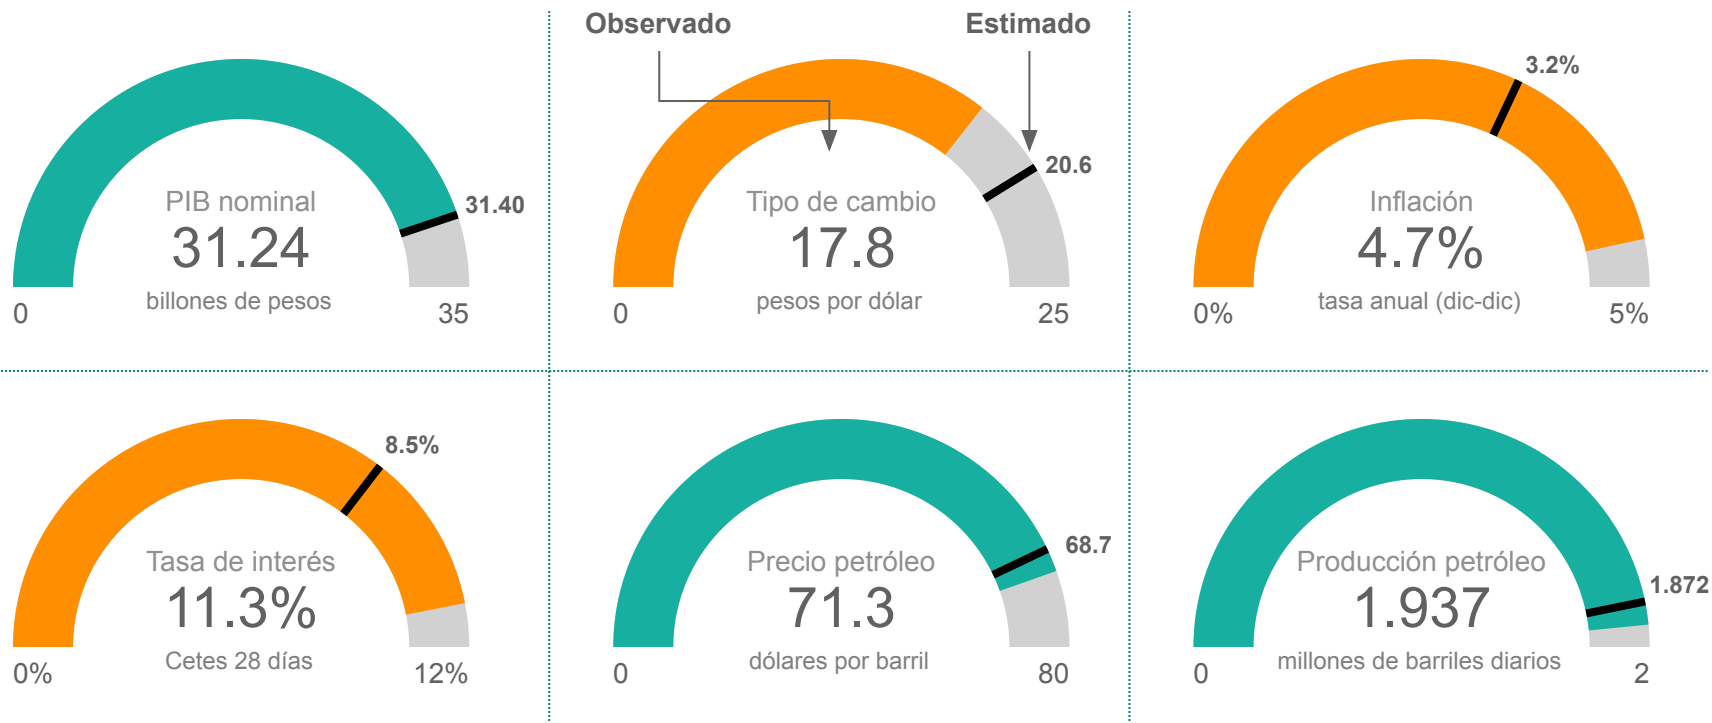 Observado
Estimado
31.40
PIB nominal
31.24
billones de pesos
0
35
20.6
Tipo de cambio
17.8
pesos por dólar
0
25
3.2%
Inflación
4.7%
tasa anual (dic-dic)
0%
5%
8.5%
Tasa de interés
11.3%
Cetes 28 días
0%
12%
68.7
Precio petróleo
71.3
dólares por barril
0
80
1.872
Producción petróleo
1.937
millones de barriles diarios
0
2